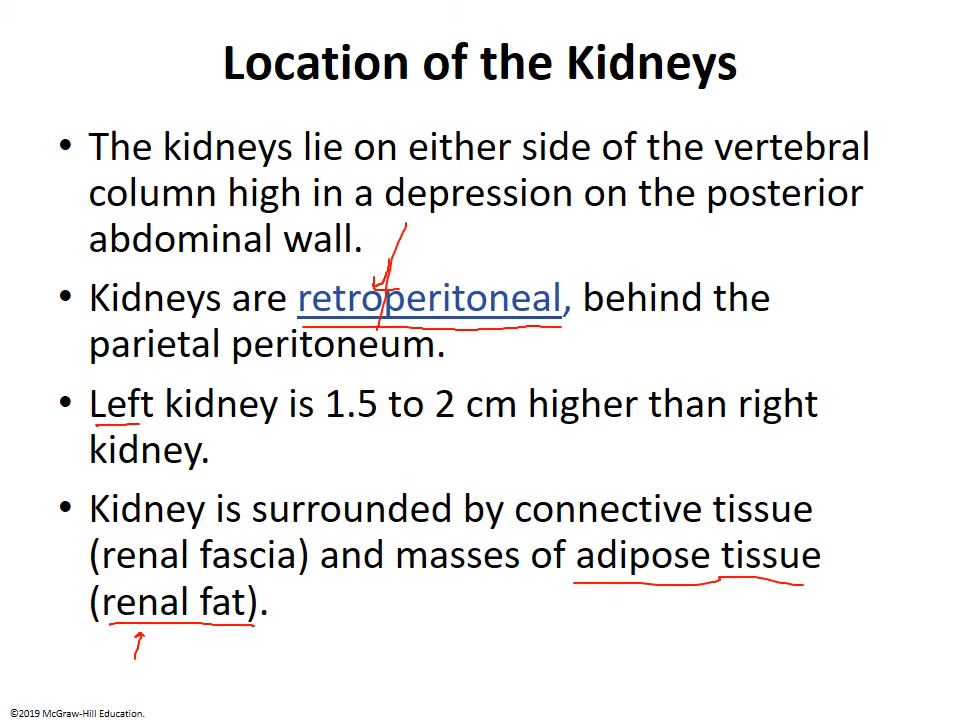 Location of the Kidneys
• The kidneys lie on either side of the vertebral
column high in a depression on the posterior
abdominal wall.
• Kidneys are retroperitoneal, behind the
parietal peritoneum.
• Left kidney is 1.5 to 2 cm higher than right
kidney.
• Kidney is surrounded by connective tissue
(renal fascia) and masses of adipose tissue
(renal fat).
©2019 McGraw-Hill Education.